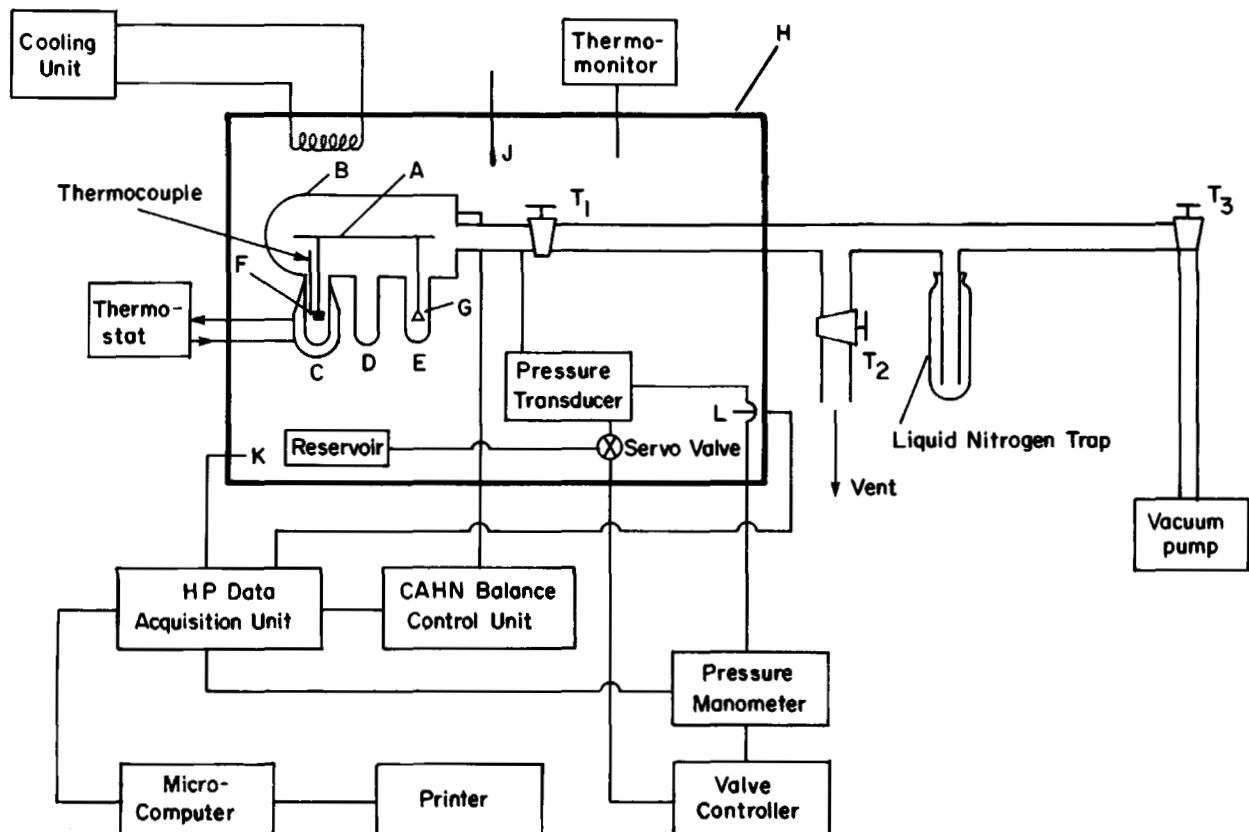 Cooling
Unit
Thermo-
monitor
H
J
B
A
Thermocouple
T1
T3
F
G
Thermo-
stat
C
D
E
T2
Pressure
Transducer
L
Liquid Nitrogen Trap
Reservoir
Servo Valve
K
Vent
Vacuum
pump
HP Data
Acquisition Unit
CAHN Balance
Control Unit
Pressure
Manometer
Micro-
Computer
Printer
Valve
Controller